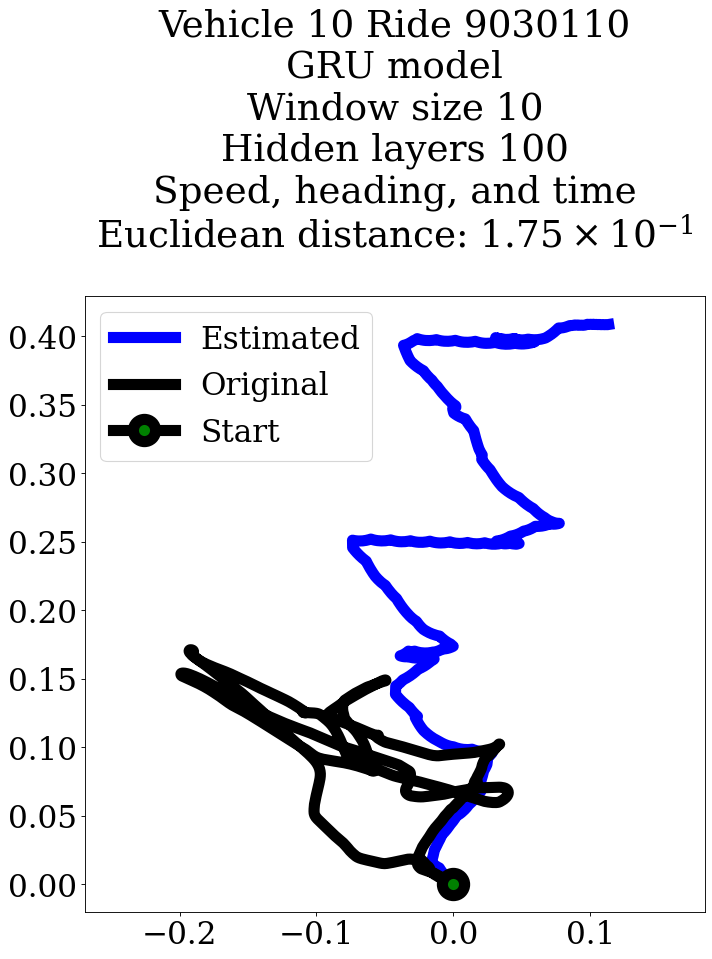 Vehicle 10 Ride 9030110
GRU model
Window size 10
Hidden layers 100
Speed, heading, and time
Euclidean distance: 1.75 × 10⁻¹
Estimated
Original
Start
0.40
0.35
0.30
0.25
0.20
0.15
0.10
0.05
0.00
−0.2 −0.1 0.0 0.1